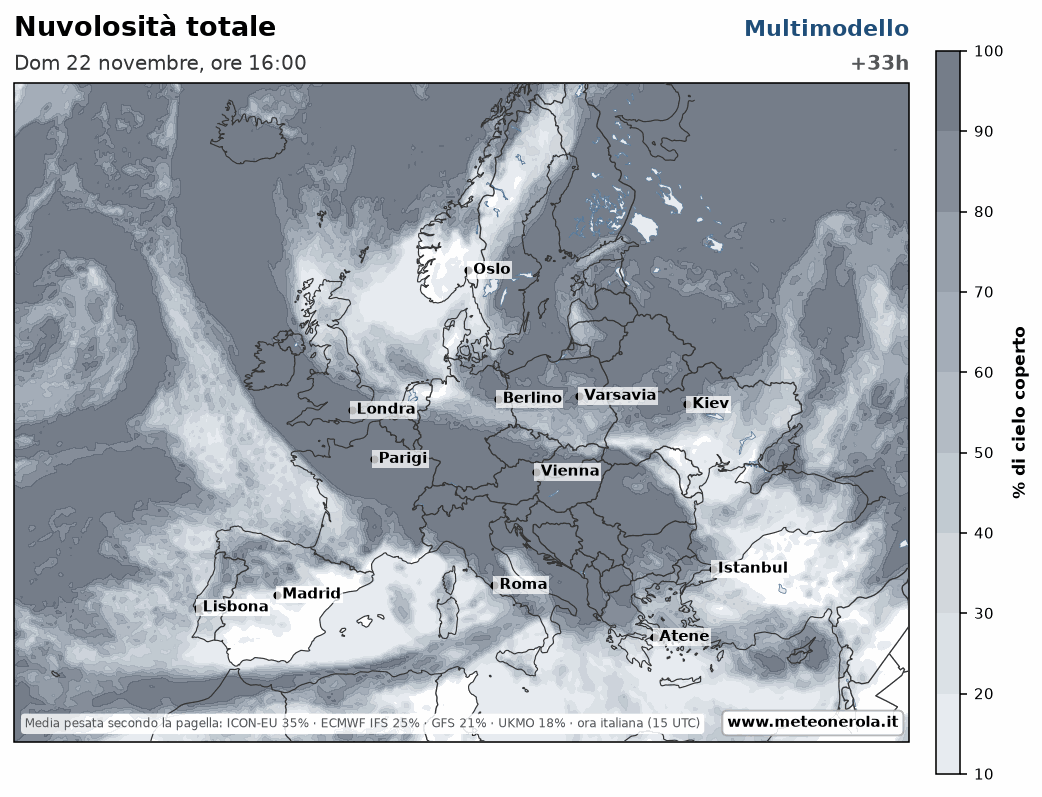 Nuvolosità totale
Multimodello
Dom 22 novembre, ore 16:00
+33h
100
90
80
70
60
50
40
30
20
10
% di cielo coperto
Oslo
Londra
Berlino
Varsavia
Kiev
Parigi
Vienna
Istanbul
Roma
Madrid
Lisbona
Atene
Media pesata secondo la pagella: ICON-EU 35% · ECMWF IFS 25% · GFS 21% · UKMO 18% · ora italiana (15 UTC)
www.meteonerola.it